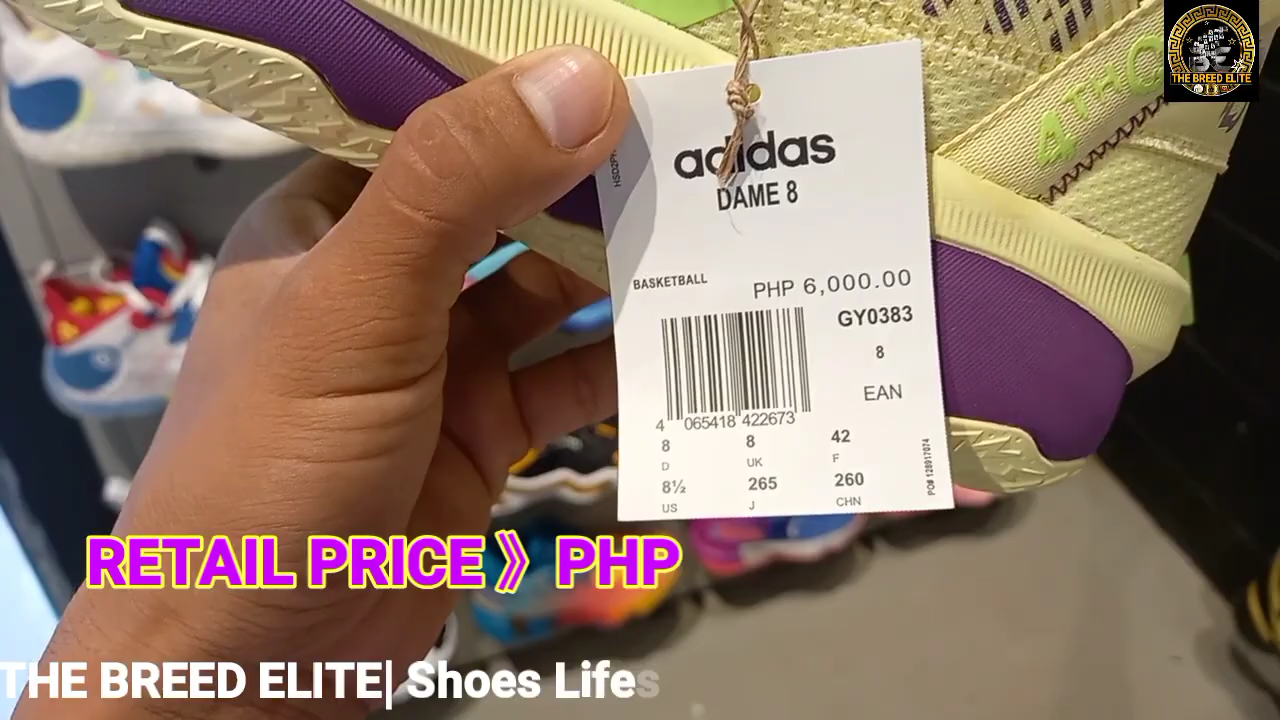 THE BREED ELITE
4THO
adidas
DAME 8
BASKETBALL
PHP 6,000.00
GY0383
8
EAN
4 065418 422673
8 8 42
D UK F
8½ 265 260
US J CHN
PO# 128917074
RETAIL PRICE》PHP
THE BREED ELITE| Shoes Lifes